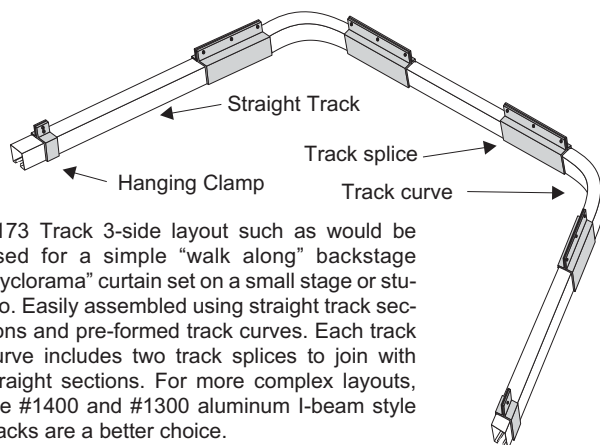 Straight Track
Track splice
Hanging Clamp
Track curve
173 Track 3-side layout such as would be
sed for a simple “walk along” backstage
yclorama” curtain set on a small stage or stu-
o. Easily assembled using straight track sec-
ons and pre-formed track curves. Each track
urve includes two track splices to join with
raight sections. For more complex layouts,
e #1400 and #1300 aluminum I-beam style
acks are a better choice.